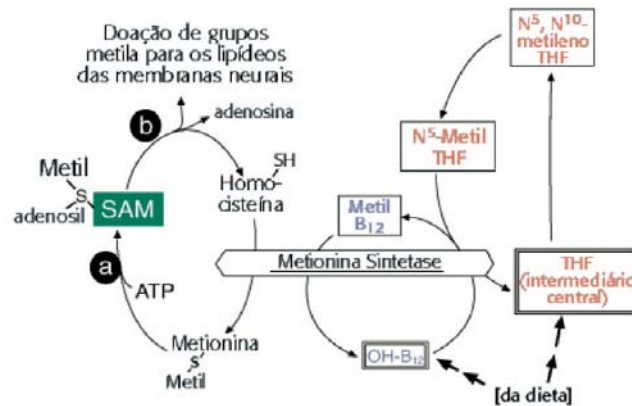 Doação de grupos
metila para os lipídeos
das membranas neurais
adenosina
b
Metil
S
adenosil
SAM
SH
Homo-
cisteína
a
ATP
Metionina
S
Metil
Metil
B12
Metionina Sintetase
OH-B12
N5-Metil
THF
N5, N10-
metileno
THF
THF
(intermediário
central)
[da dieta]